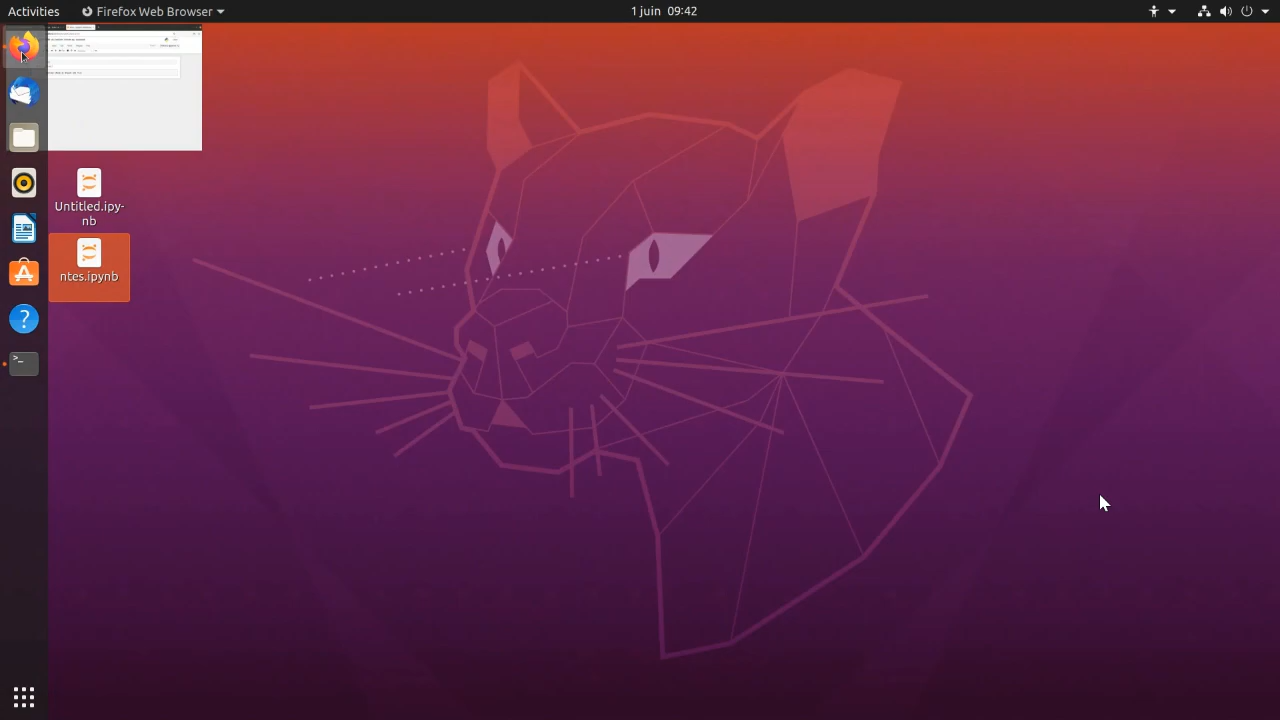 Activities
Firefox Web Browser
1 juin 09:42
Untitled.ipy-
nb
ntes.ipynb
?
>_